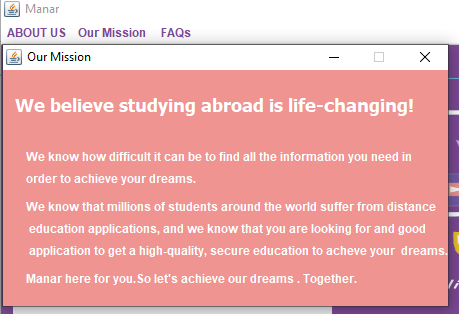 Manar
ABOUT US Our Mission FAQs
Our Mission
We believe studying abroad is life-changing!
We know how difficult it can be to find all the information you need in
order to achieve your dreams.
We know that millions of students around the world suffer from distance
education applications, and we know that you are looking for and good
application to get a high-quality, secure education to acheve your dreams.
Manar here for you.So let's achieve our dreams . Together.